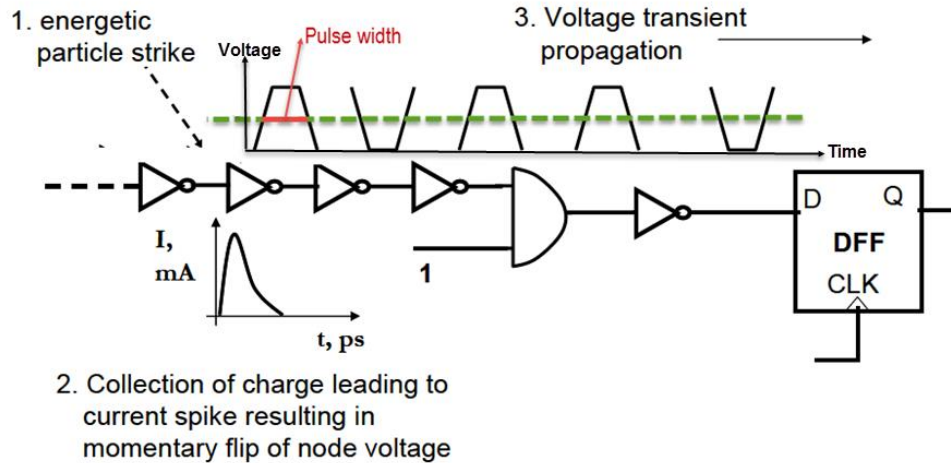 1. energetic
particle strike
Voltage
Pulse width
3. Voltage transient
propagation
Time
I,
mA
t, ps
1
D Q
DFF
CLK
2. Collection of charge leading to
current spike resulting in
momentary flip of node voltage